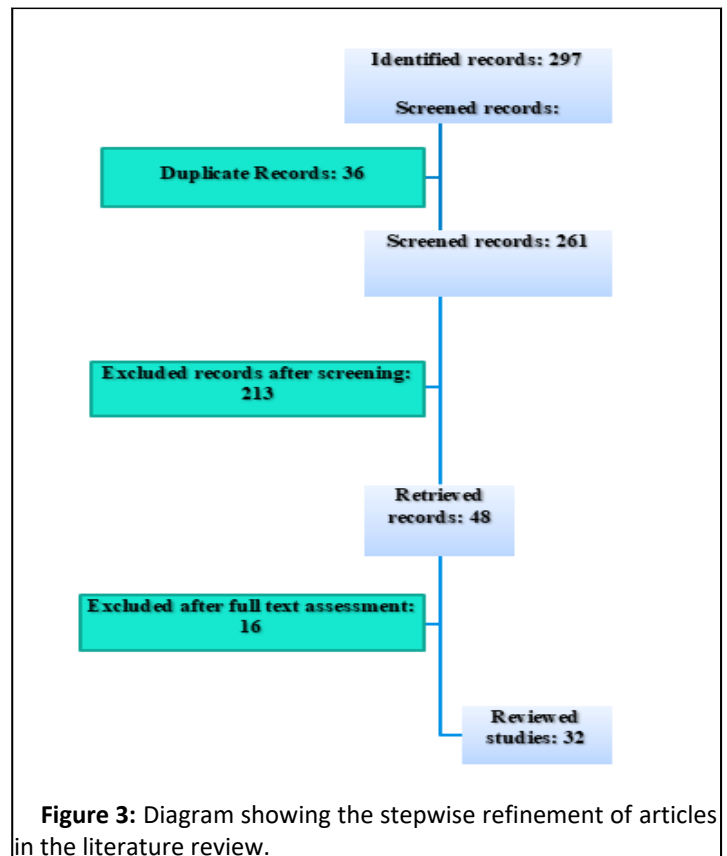 Identified records: 297
Screened records:
Duplicate Records: 36
Screened records: 261
Excluded records after screening:
213
Retrieved
records: 48
Excluded after full text assessment:
16
Reviewed
studies: 32
Figure 3: Diagram showing the stepwise refinement of articles
in the literature review.